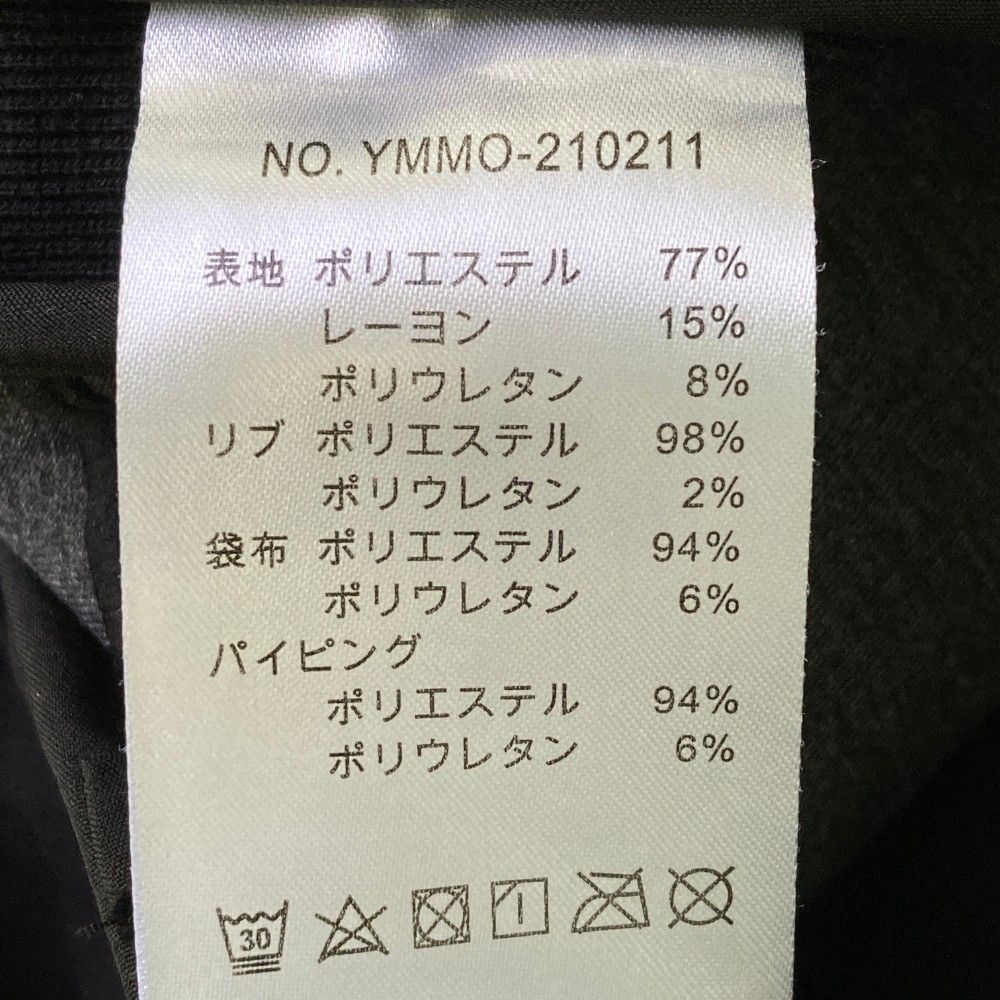 NO. YMMO-210211
表地 ポリエステル 77%
レーヨン 15%
ポリウレタン 8%
リブ ポリエステル 98%
ポリウレタン 2%
袋布 ポリエステル 94%
ポリウレタン 6%
パイピング
ポリエステル 94%
ポリウレタン 6%
30